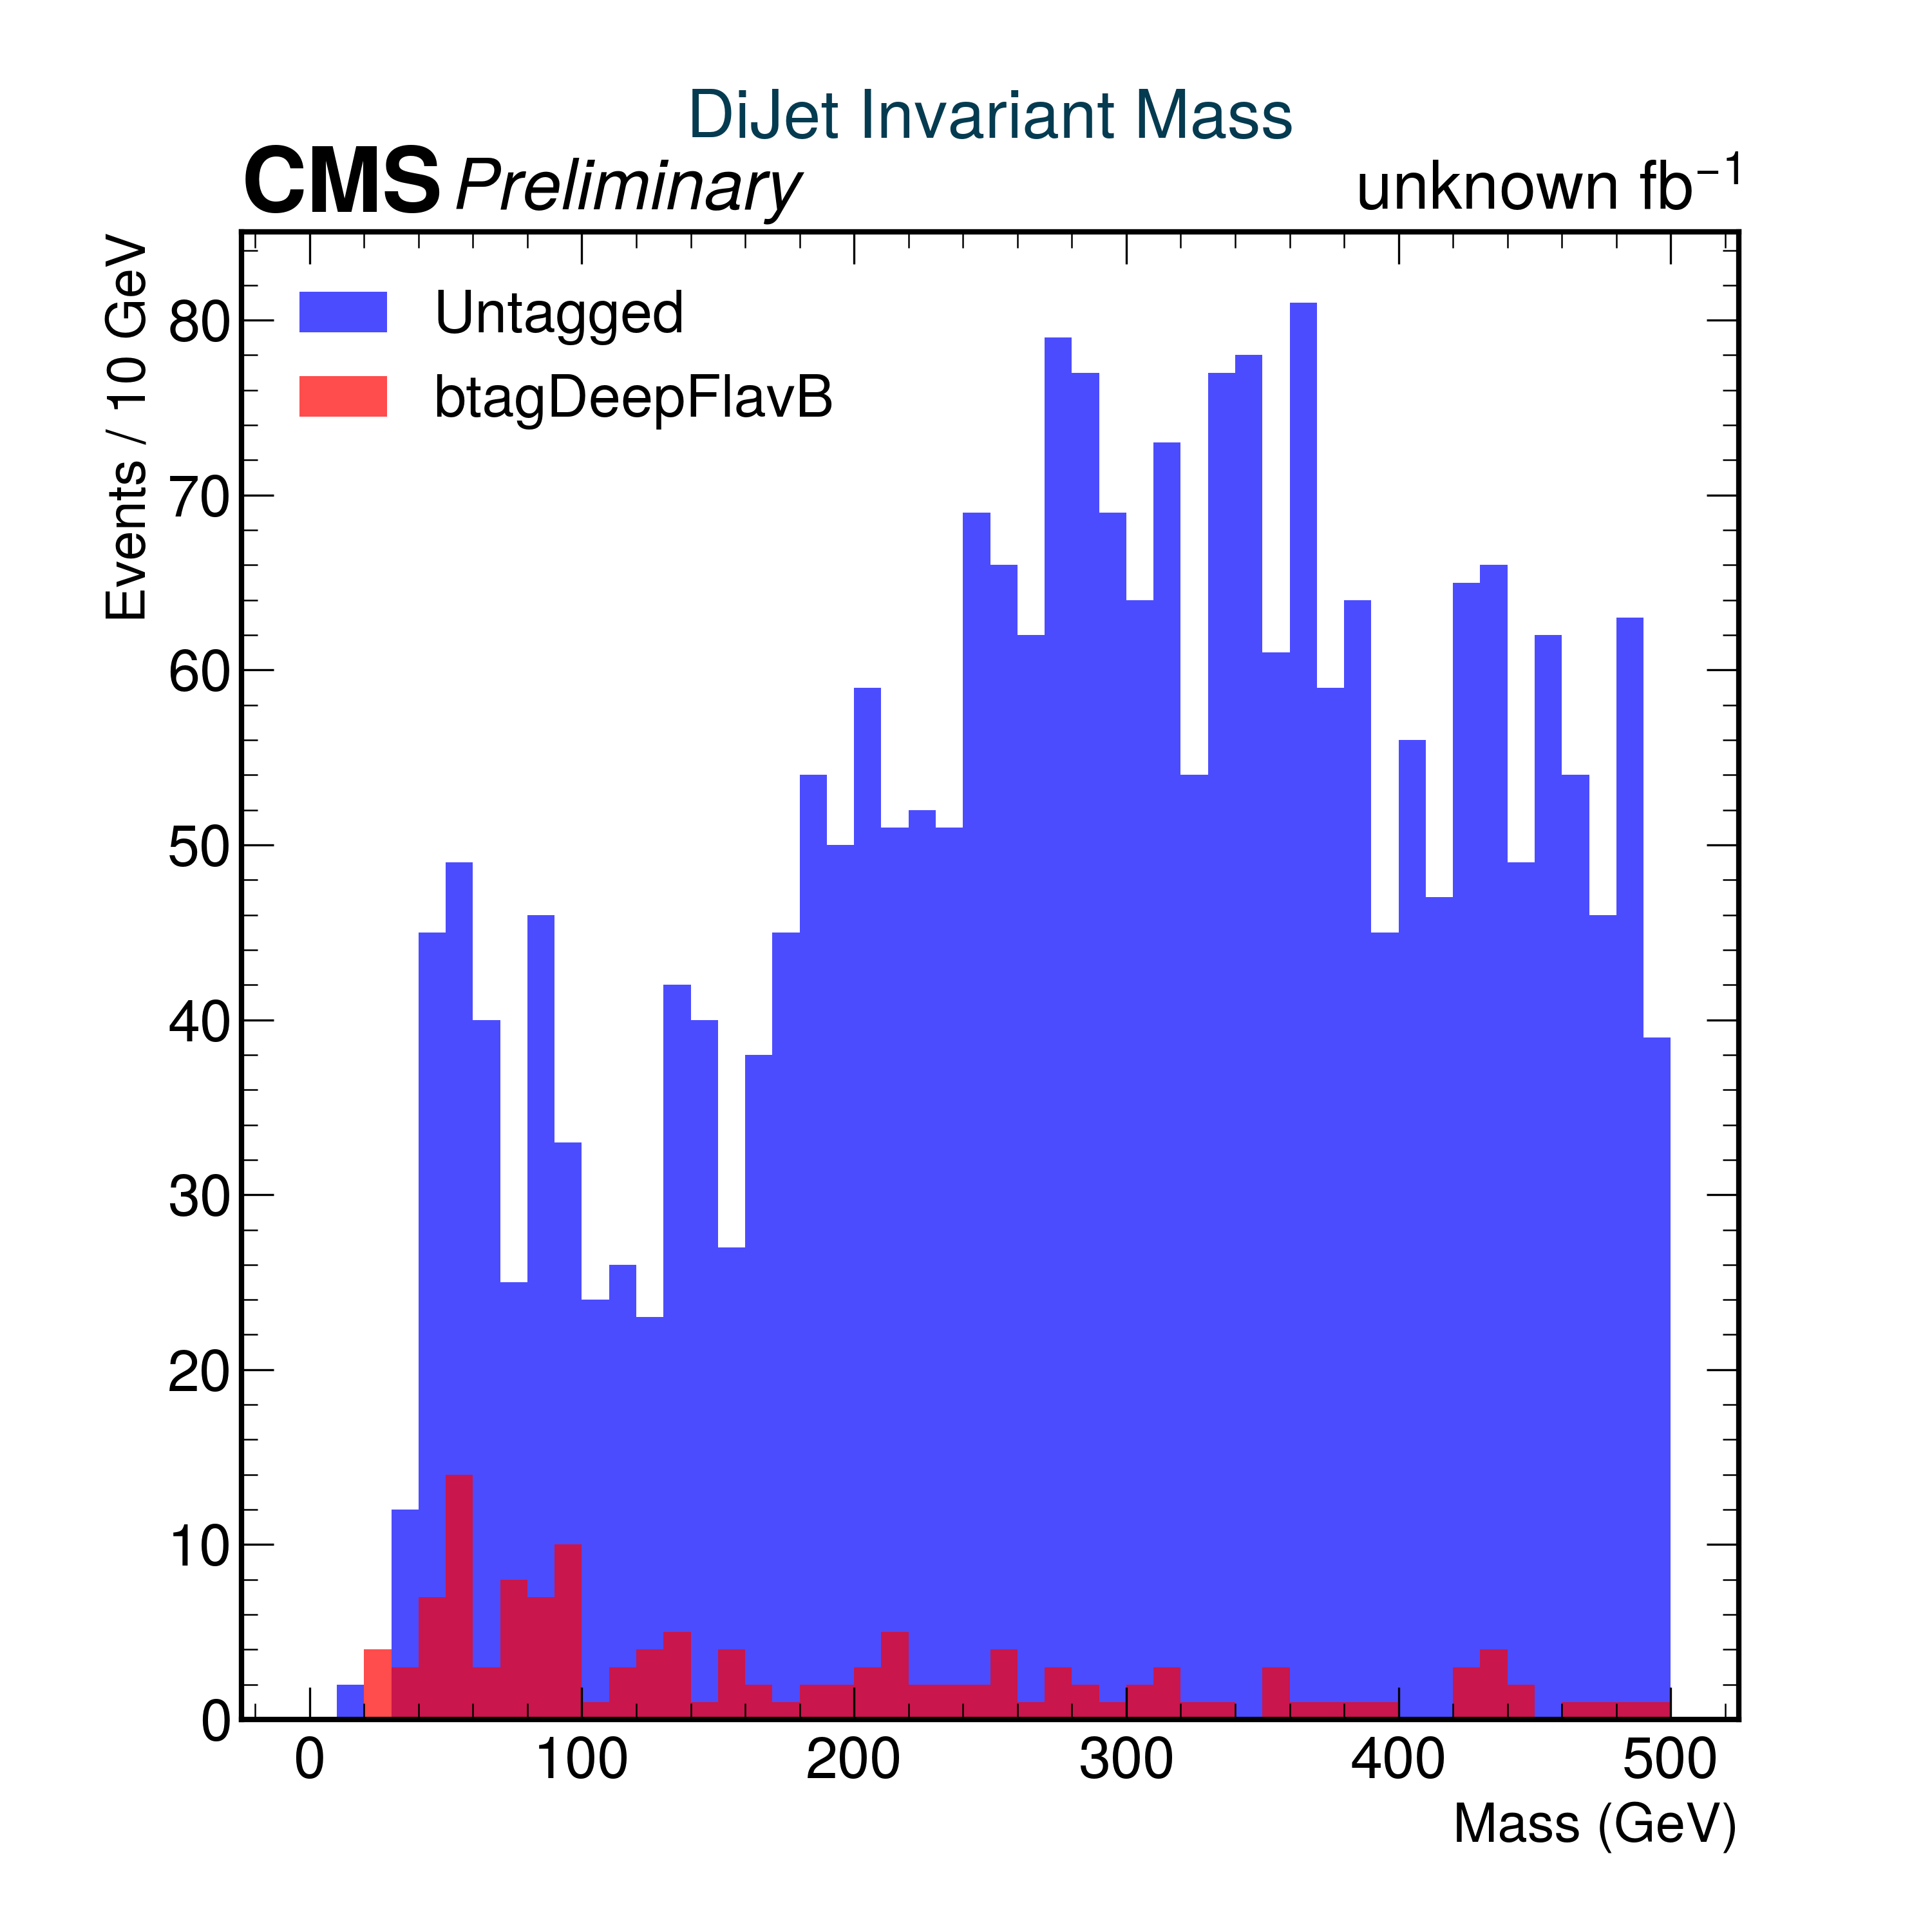 DiJet Invariant Mass
CMS Preliminary
unknown fb⁻¹
Events / 10 GeV
Untagged
btagDeepFlavB
80
70
60
50
40
30
20
10
0
0 100 200 300 400 500
Mass (GeV)